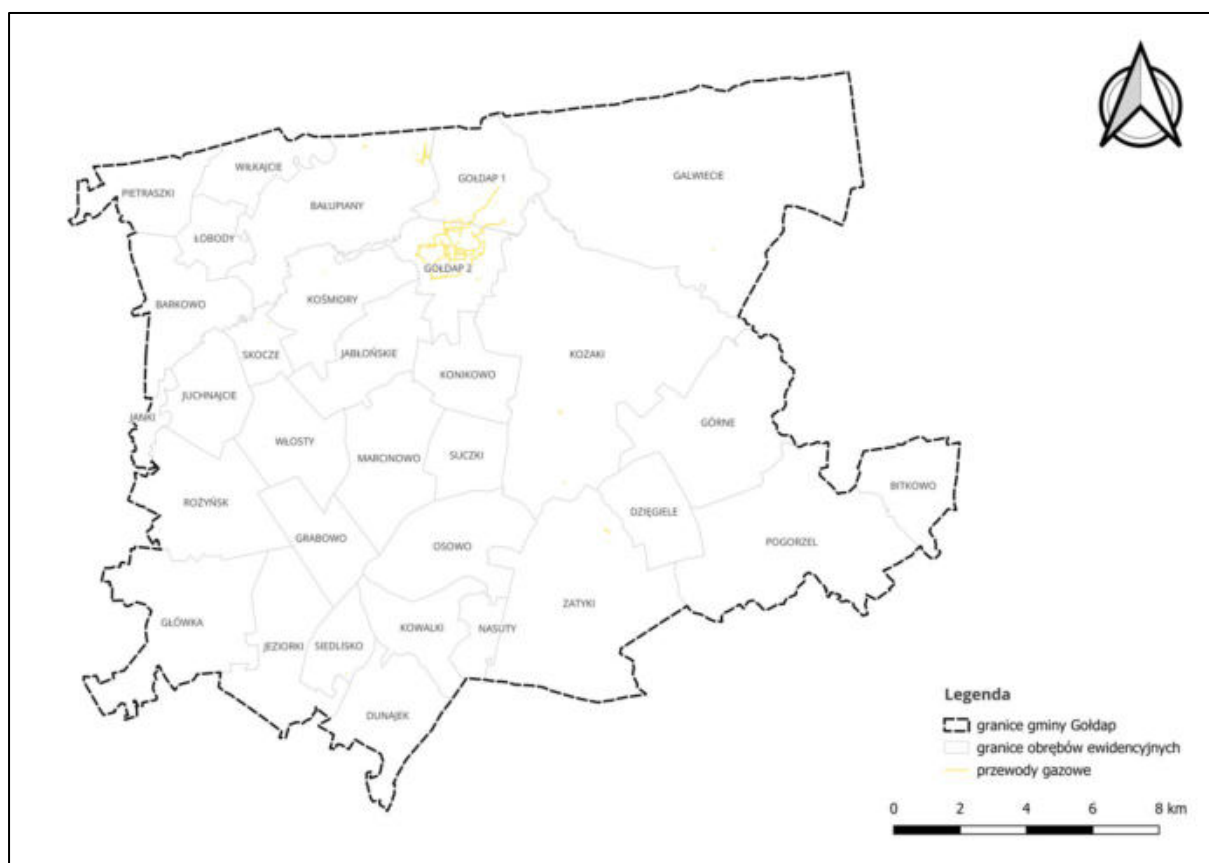 WIŁKAJCIE
GOŁDAP 1
GALWIECIE
PIETRASZKI
BAŁUPIANY
ŁOBODY
GOŁDAP 2
BARKOWO
KOŚMIDRY
SKOCZE
JABŁOŃSKIE
KOZAKI
KONIKOWO
JUCHNAJCIE
JANKI
GÓRNE
WŁOSTY
MARCINOWO
SUCZKI
BITKOWO
ROŻYŃSK
DZIĘGIELE
GRABOWO
OSOWO
POGORZEL
ZATYKI
GŁÓWKA
KOWALKI
NASUTY
JEZIORKI
SIEDLISKO
DUNAJEK
Legenda
granice gminy Gołdap
granice obrębów ewidencyjnych
przewody gazowe
0 2 4 6 8 km